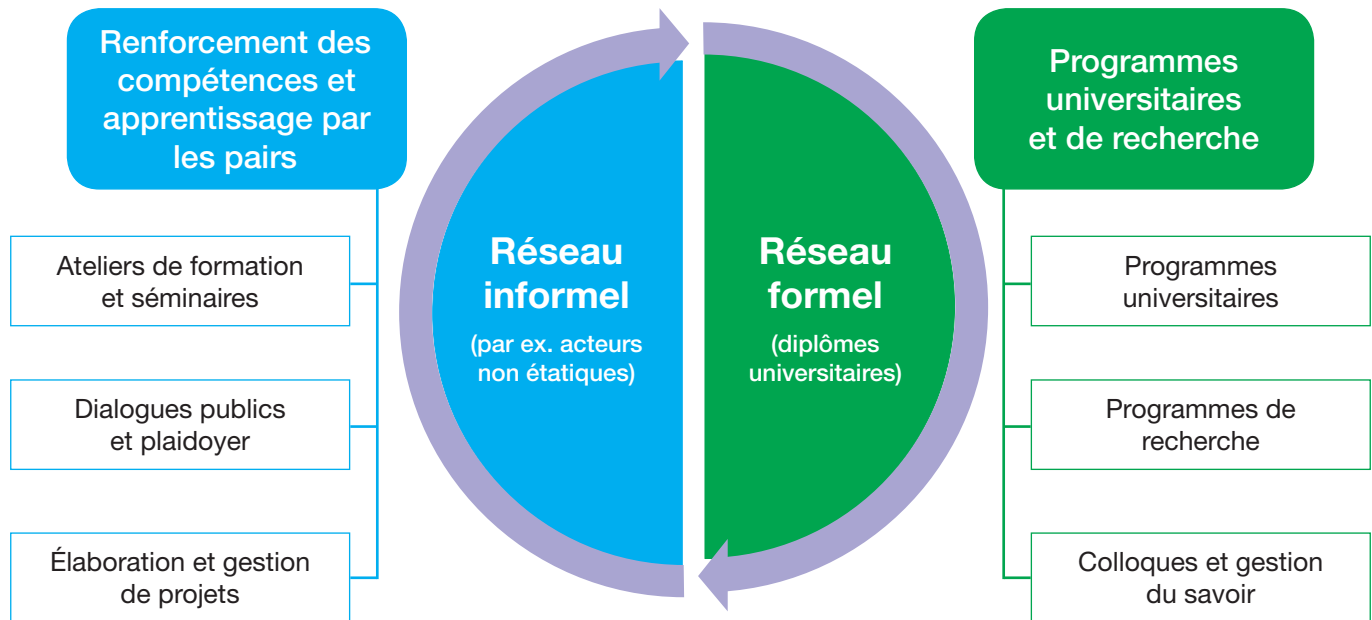 Renforcement des
compétences et
apprentissage par
les pairs
Ateliers de formation
et séminaires
Dialogues publics
et plaidoyer
Élaboration et gestion
de projets
Réseau
informel
(par ex. acteurs
non étatiques)
Réseau
formel
(diplômes
universitaires)
Programmes
universitaires
et de recherche
Programmes
universitaires
Programmes de
recherche
Colloques et gestion
du savoir